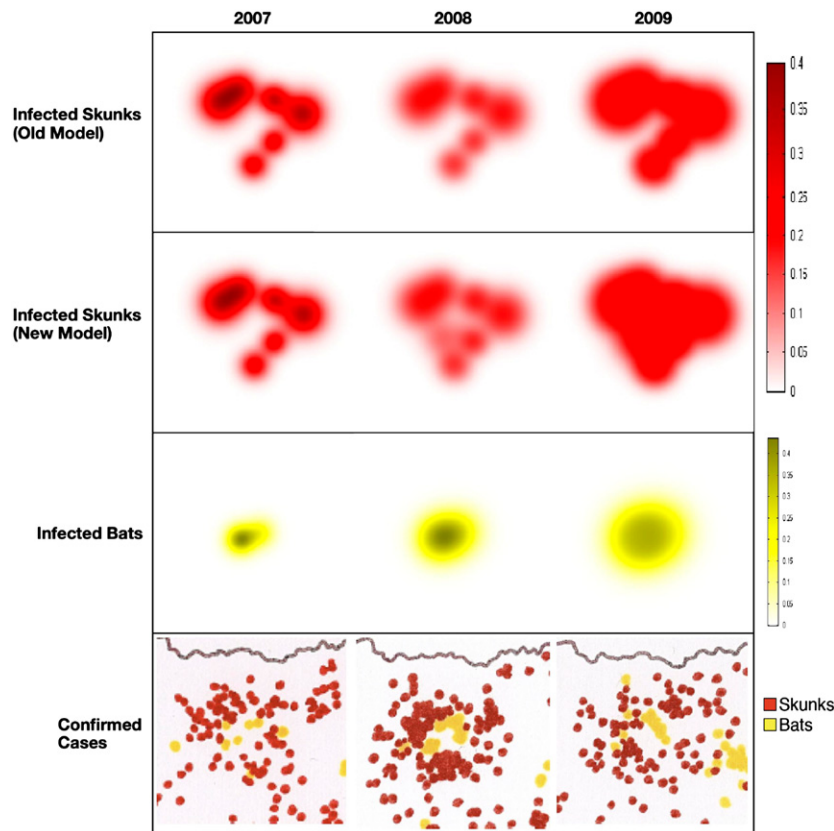 2007 2008 2009
Infected Skunks
(Old Model)
0.4
0.35
0.3
0.25
0.2
0.15
0.1
0.05
0
Infected Skunks
(New Model)
Infected Bats
0.4
0.35
0.3
0.25
0.2
0.15
0.1
0.05
0
Confirmed
Cases
Skunks
Bats